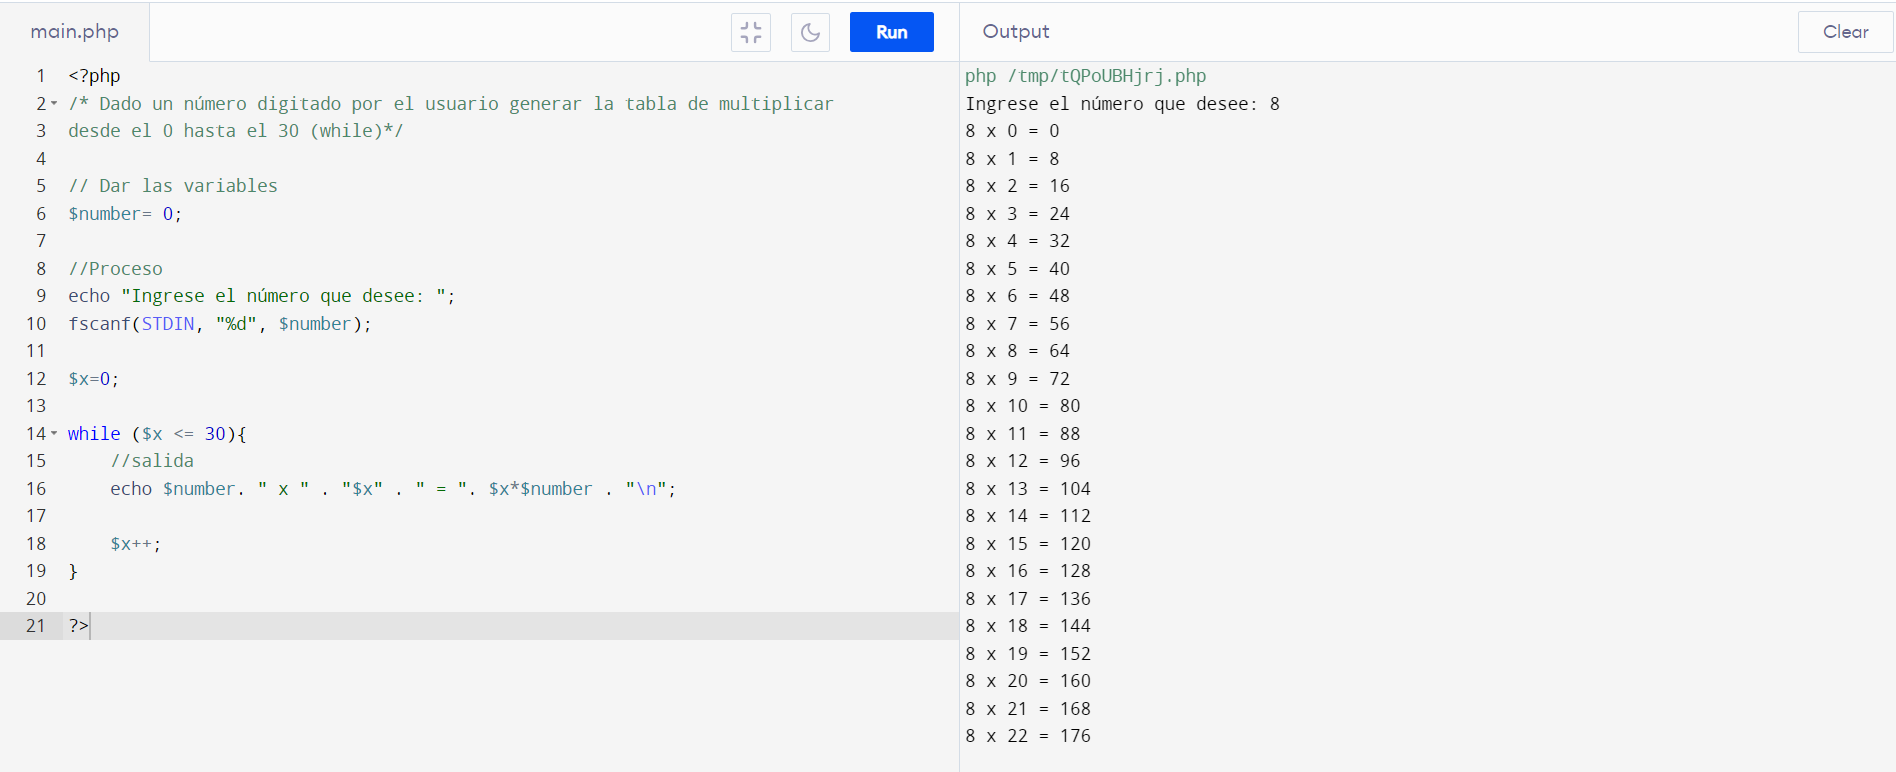 main.php
Run
1 <?php
2 /* Dado un número digitado por el usuario generar la tabla de multiplicar
3 desde el 0 hasta el 30 (while)*/
4
5 // Dar las variables
6 $number= 0;
7
8 //Proceso
9 echo "Ingrese el número que desee: ";
10 fscanf(STDIN, "%d", $number);
11
12 $x=0;
13
14 while ($x <= 30){
15     //salida
16     echo $number. " x " . "$x" . " = ". $x*$number . "\n";
17
18     $x++;
19 }
20
21 ?>
Output
Clear
php /tmp/tQPoUBHjrj.php
Ingrese el número que desee: 8
8 x 0 = 0
8 x 1 = 8
8 x 2 = 16
8 x 3 = 24
8 x 4 = 32
8 x 5 = 40
8 x 6 = 48
8 x 7 = 56
8 x 8 = 64
8 x 9 = 72
8 x 10 = 80
8 x 11 = 88
8 x 12 = 96
8 x 13 = 104
8 x 14 = 112
8 x 15 = 120
8 x 16 = 128
8 x 17 = 136
8 x 18 = 144
8 x 19 = 152
8 x 20 = 160
8 x 21 = 168
8 x 22 = 176